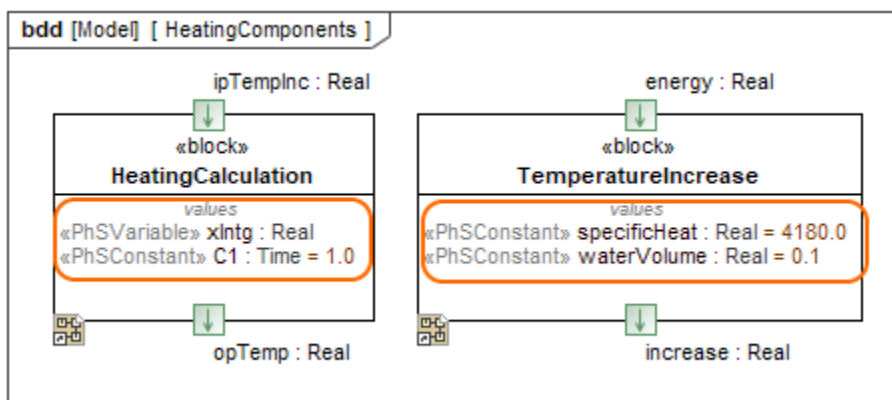 bdd [Model] [ HeatingComponents ]
ipTempInc : Real
«block»
HeatingCalculation
values
«PhSVariable» xIntg : Real
«PhSConstant» C1 : Time = 1.0
opTemp : Real
energy : Real
«block»
TemperatureIncrease
values
«PhSConstant» specificHeat : Real = 4180.0
«PhSConstant» waterVolume : Real = 0.1
increase : Real